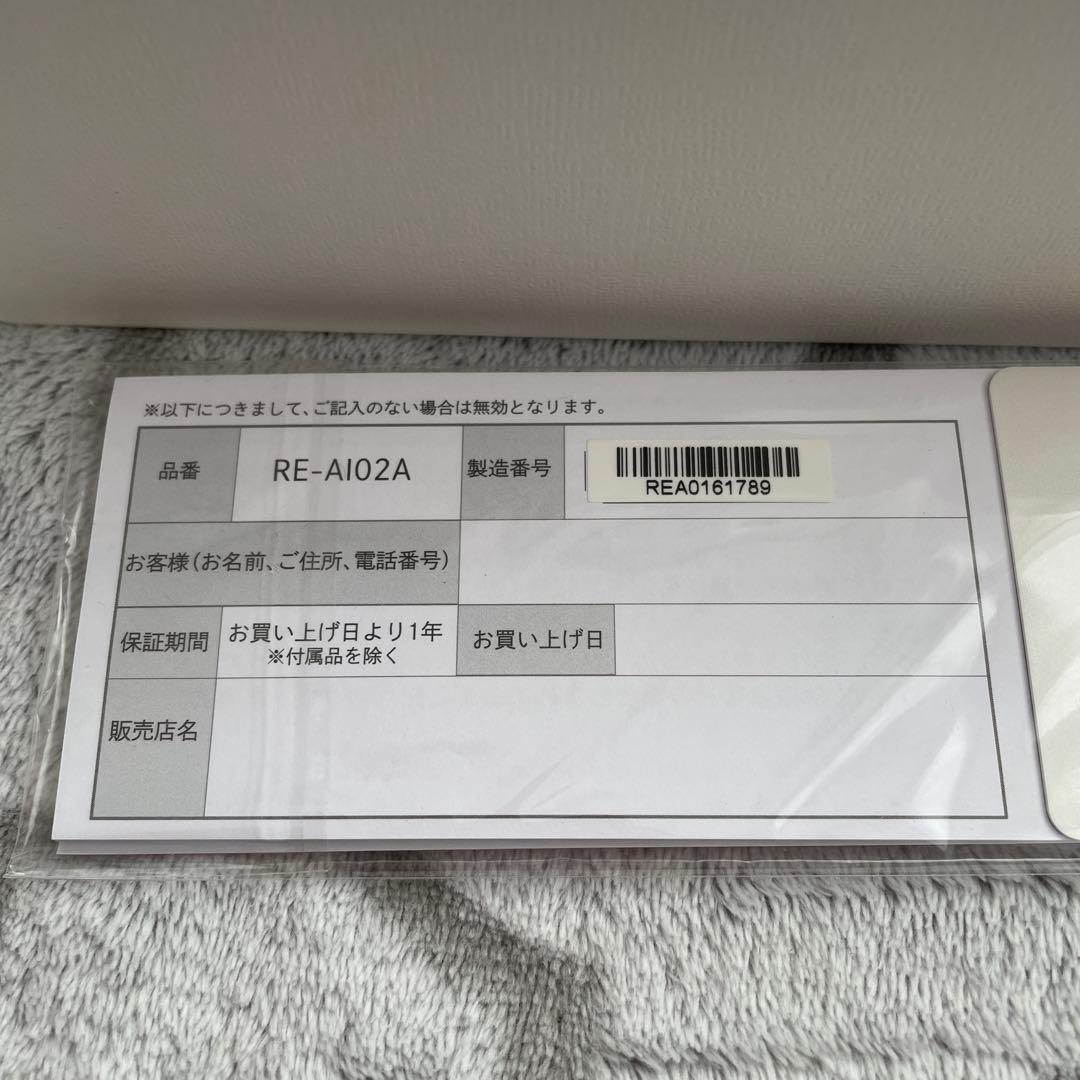 ※以下につきまして、ご記入のない場合は無効となります。
品番
RE-AI02A
製造番号
REA0161789
お客様（お名前、ご住所、電話番号）
保証期間
お買い上げ日より1年
※付属品を除く
お買い上げ日
販売店名